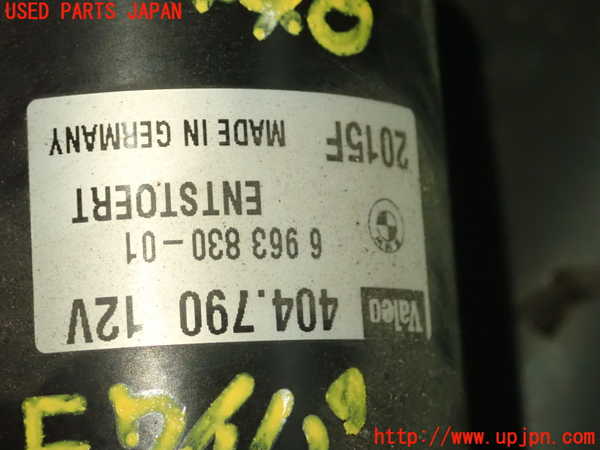 USED PARTS JAPAN
Valeo 404.790 12V
6 963 830-01
ENTSTOERT
2015F MADE IN GERMANY
http://www.upjpn.com/